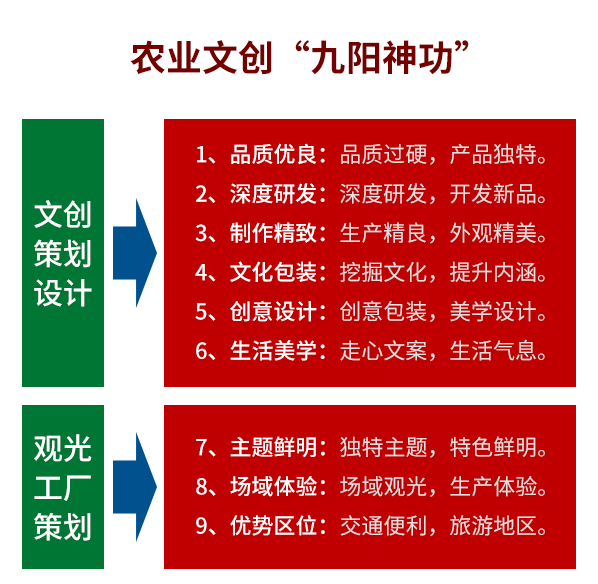 农业文创“九阳神功”
文创
策划
设计
1、品质优良：品质过硬，产品独特。
2、深度研发：深度研发，开发新品。
3、制作精致：生产精良，外观精美。
4、文化包装：挖掘文化，提升内涵。
5、创意设计：创意包装，美学设计。
6、生活美学：走心文案，生活气息。
观光
工厂
策划
7、主题鲜明：独特主题，特色鲜明。
8、场域体验：场域观光，生产体验。
9、优势区位：交通便利，旅游地区。